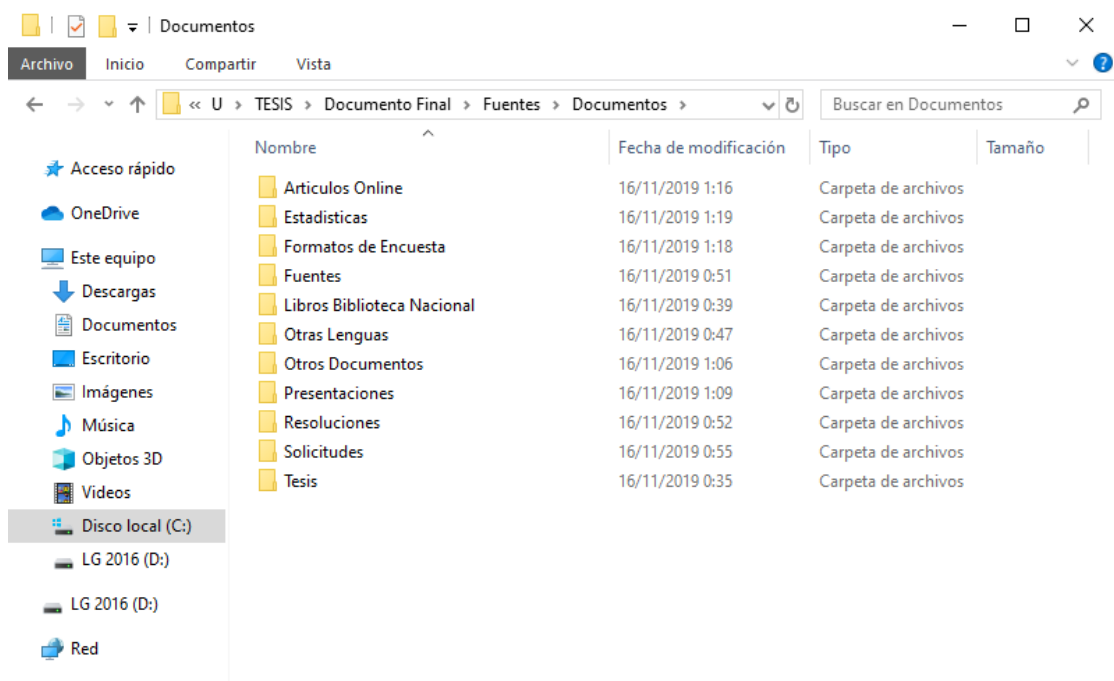 Documentos
Archivo Inicio Compartir Vista
« U > TESIS > Documento Final > Fuentes > Documentos > Buscar en Documentos
Nombre Fecha de modificación Tipo Tamaño
Acceso rápido
OneDrive
Este equipo
Descargas
Documentos
Escritorio
Imágenes
Música
Objetos 3D
Videos
Disco local (C:)
LG 2016 (D:)
LG 2016 (D:)
Red
Articulos Online 16/11/2019 1:16 Carpeta de archivos
Estadisticas 16/11/2019 1:19 Carpeta de archivos
Formatos de Encuesta 16/11/2019 1:18 Carpeta de archivos
Fuentes 16/11/2019 0:51 Carpeta de archivos
Libros Biblioteca Nacional 16/11/2019 0:39 Carpeta de archivos
Otras Lenguas 16/11/2019 0:47 Carpeta de archivos
Otros Documentos 16/11/2019 1:06 Carpeta de archivos
Presentaciones 16/11/2019 1:09 Carpeta de archivos
Resoluciones 16/11/2019 0:52 Carpeta de archivos
Solicitudes 16/11/2019 0:55 Carpeta de archivos
Tesis 16/11/2019 0:35 Carpeta de archivos